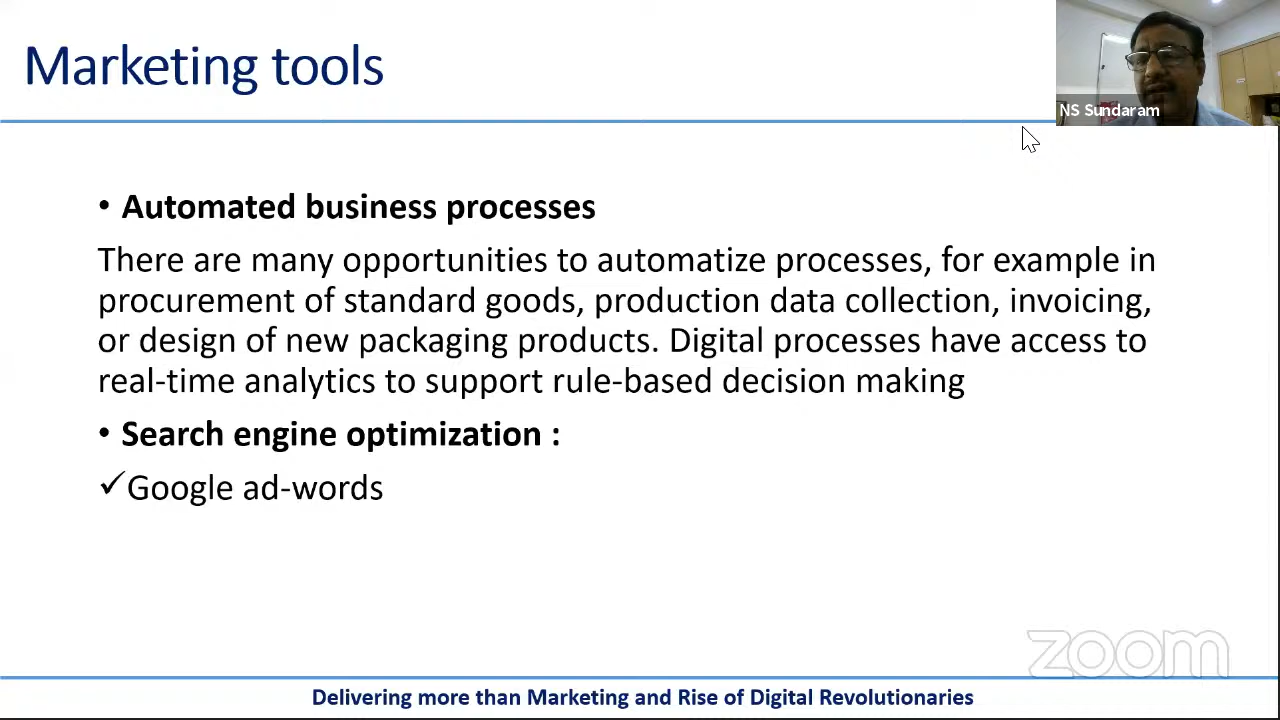 Marketing tools
NS Sundaram
• Automated business processes
There are many opportunities to automatize processes, for example in
procurement of standard goods, production data collection, invoicing,
or design of new packaging products. Digital processes have access to
real-time analytics to support rule-based decision making
• Search engine optimization :
✓Google ad-words
zoom
Delivering more than Marketing and Rise of Digital Revolutionaries